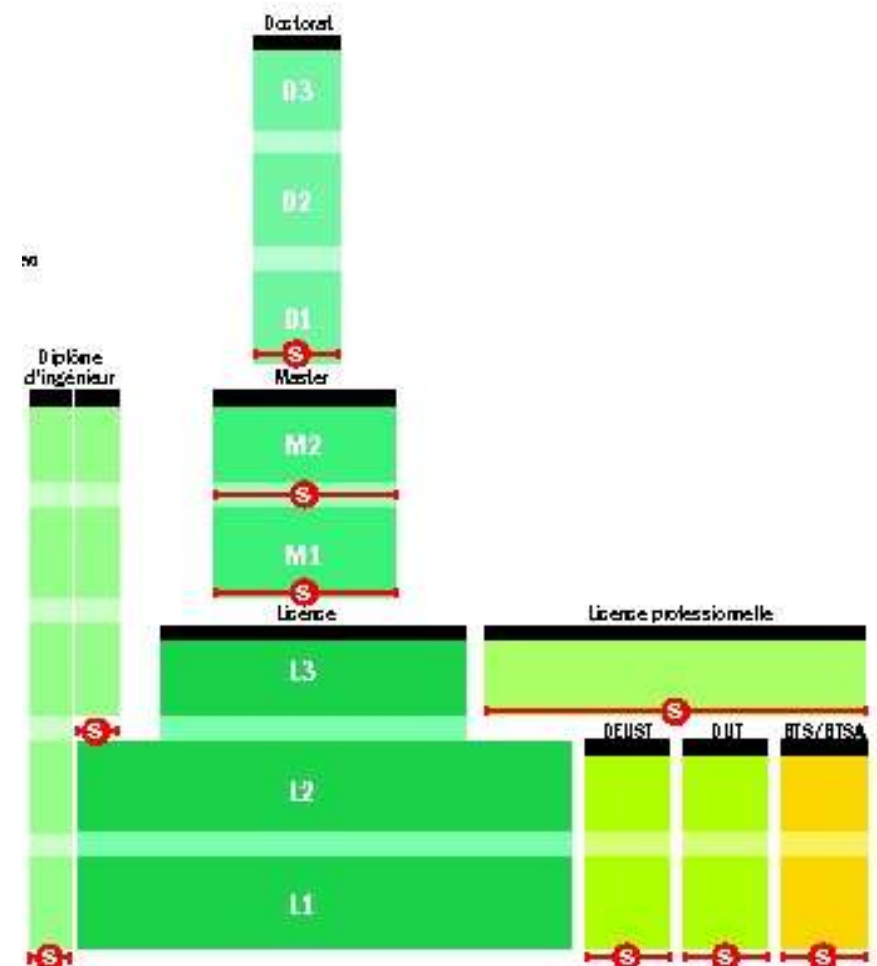 Doctorat
D3
D2
D1
S
Diplôme
d'ingénieur
Master
M2
S
M1
S
Licence
Licence professionnelle
L3
S
S
DEUST
DUT
BTS/BTSA
L2
L1
S
S
S
S